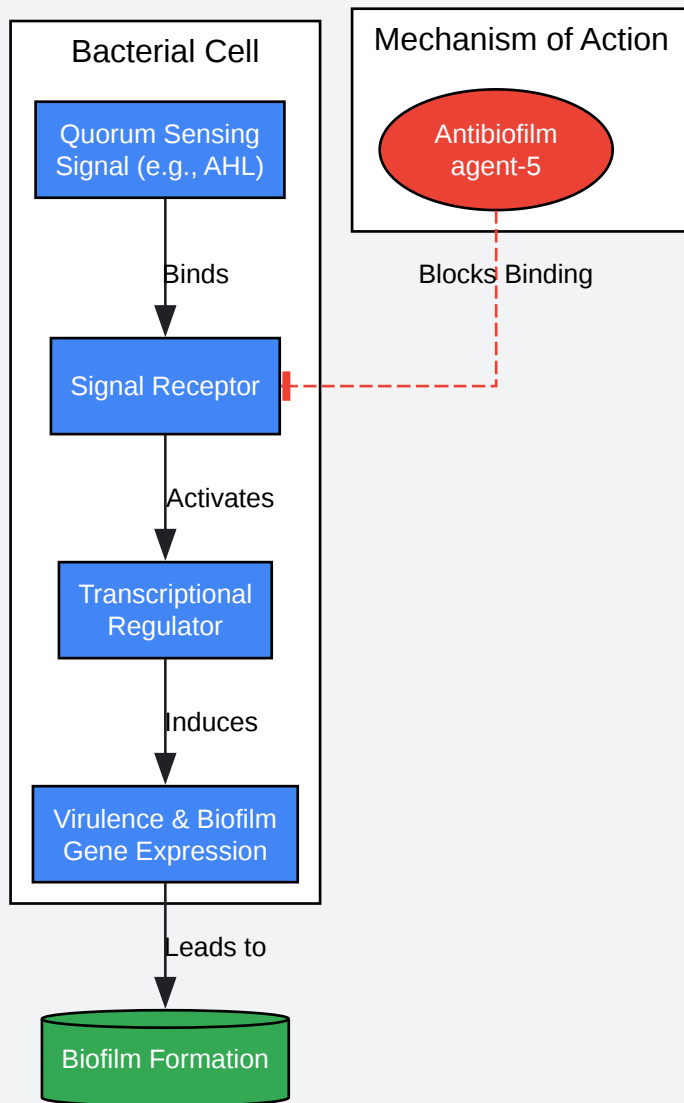 Bacterial Cell
Mechanism of Action
Quorum Sensing
Signal (e.g., AHL)
Antibiofilm
agent-5
Binds
Blocks Binding
Signal Receptor
Activates
Transcriptional
Regulator
Induces
Virulence & Biofilm
Gene Expression
Leads to
Biofilm Formation